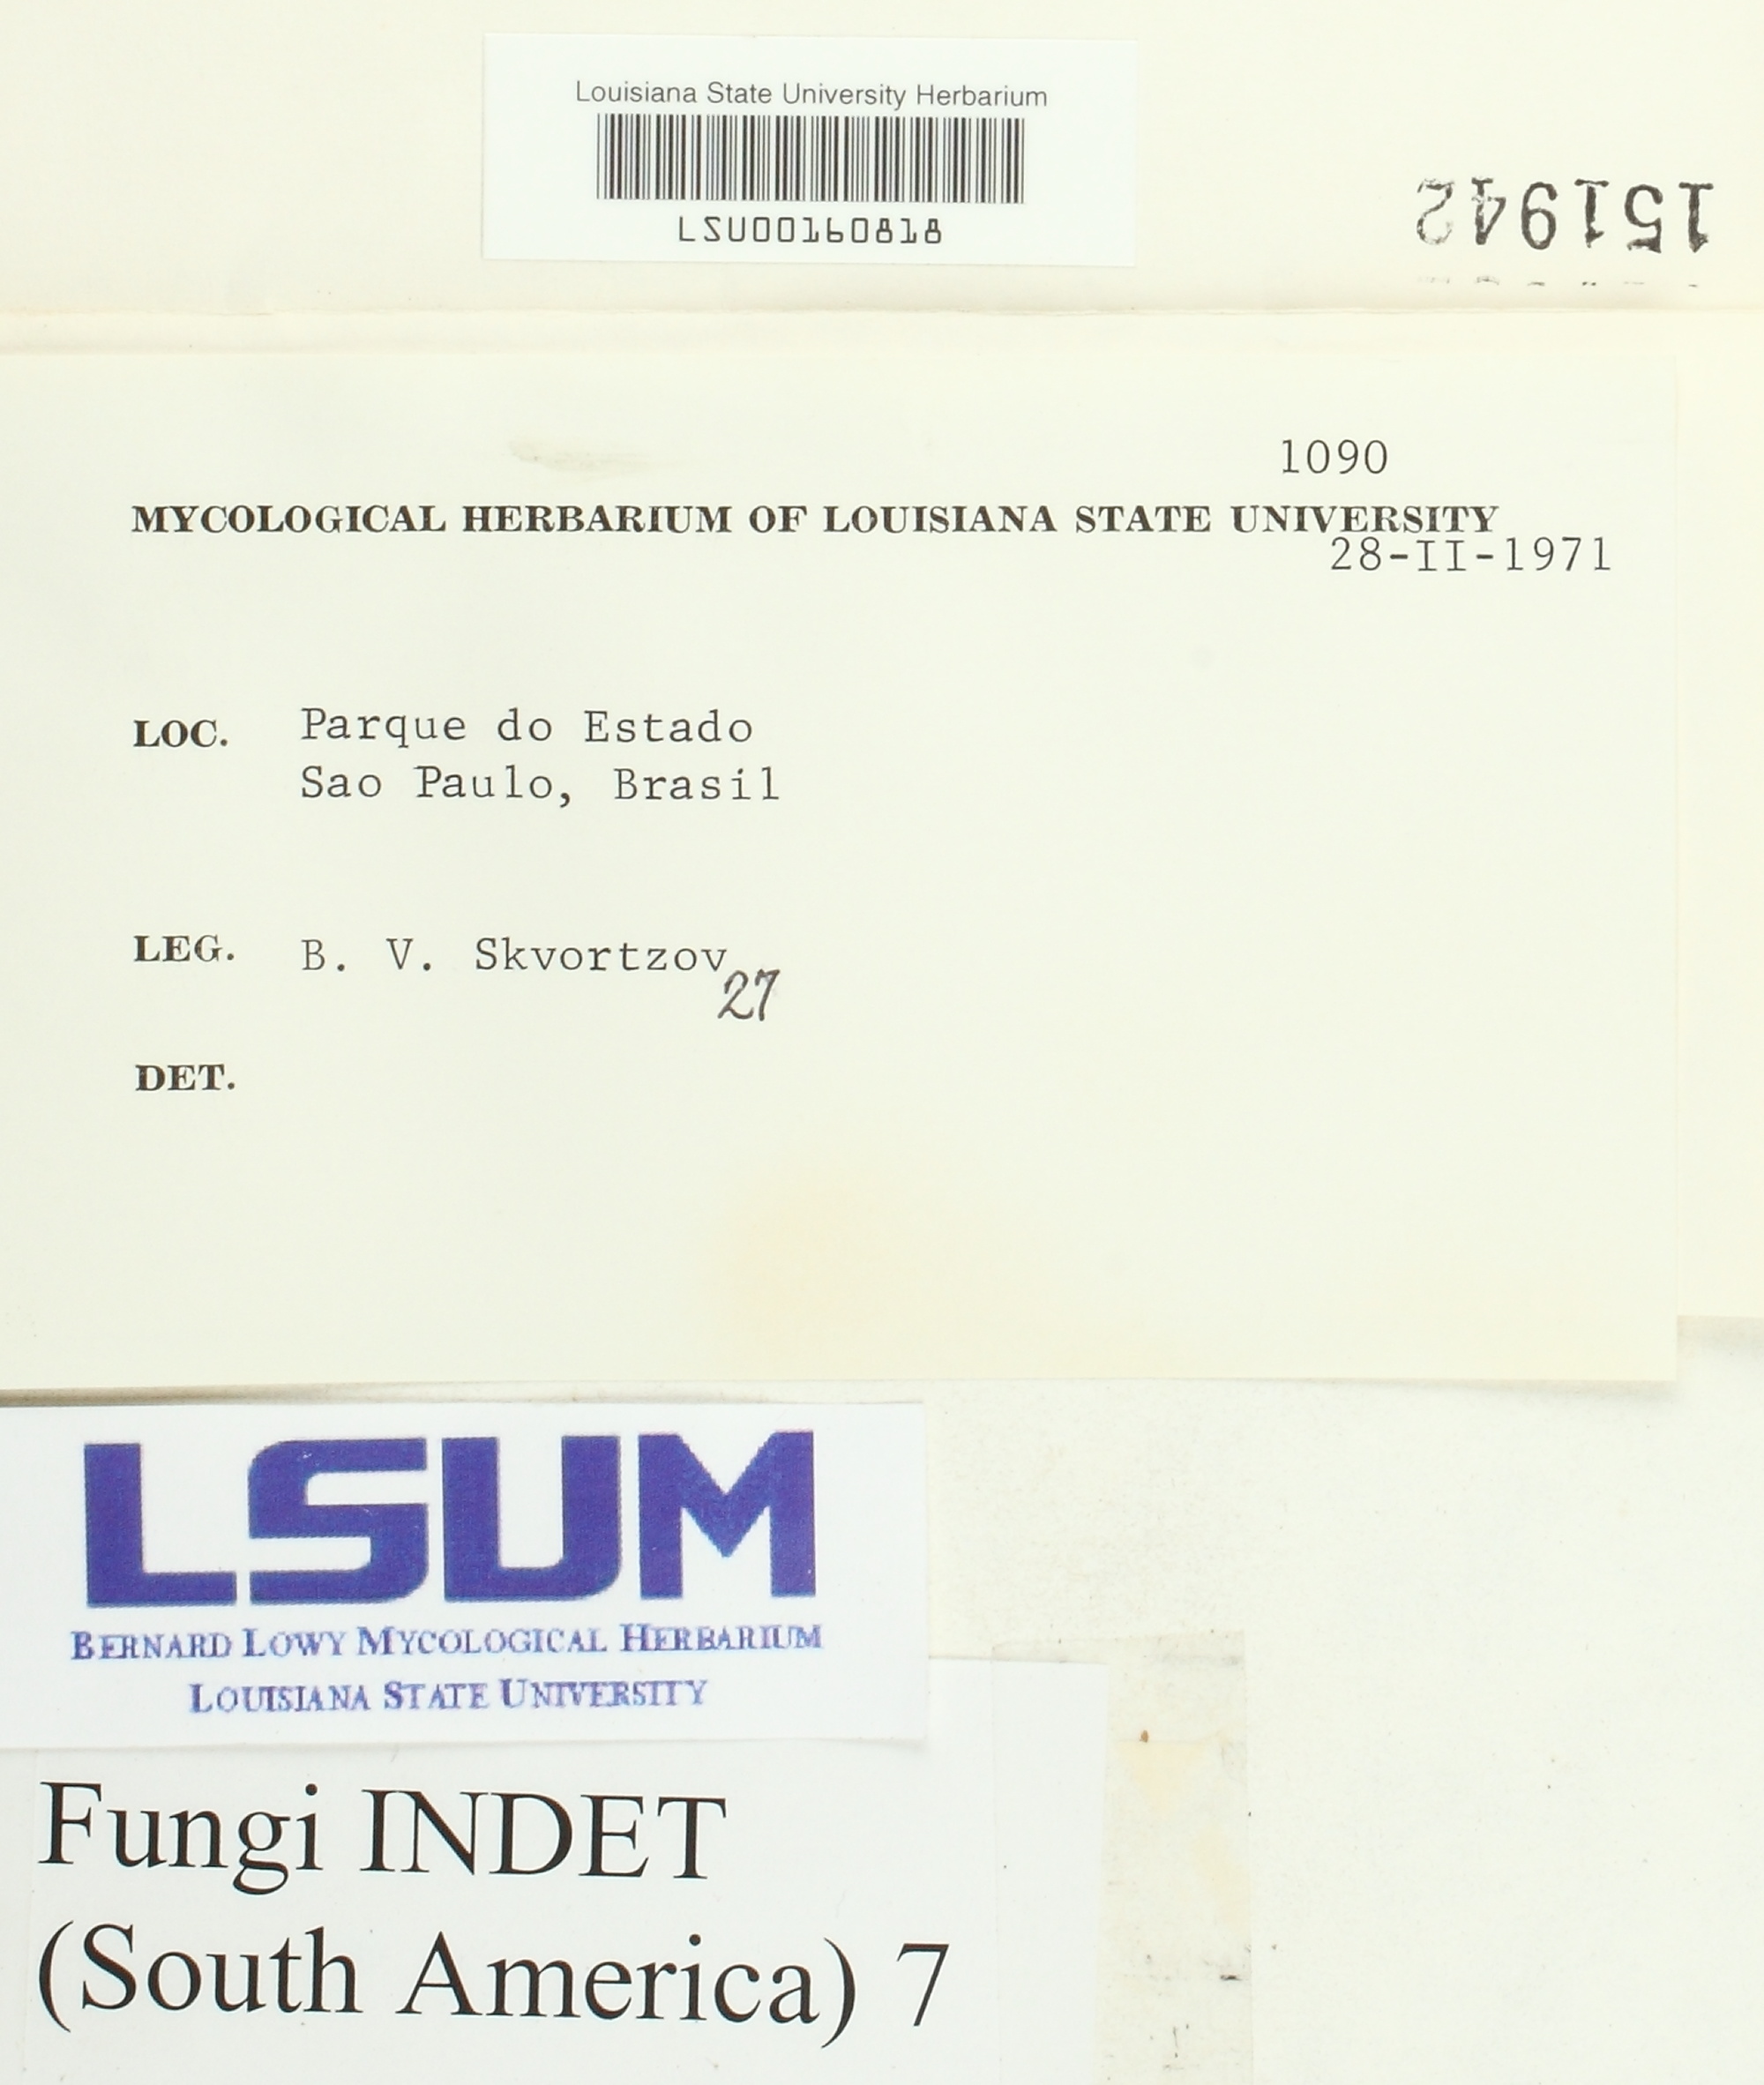 Louisiana State University Herbarium
LSU00160818
151942
1090
MYCOLOGICAL HERBARIUM OF LOUISIANA STATE UNIVERSITY
28-II-1971
LOC. Parque do Estado
Sao Paulo, Brasil
LEG. B. V. Skvortzov
27
DET.
LSUM
BERNARD LOWY MYCOLOGICAL HERBARIUM
LOUISIANA STATE UNIVERSITY
Fungi INDET
(South America) 7